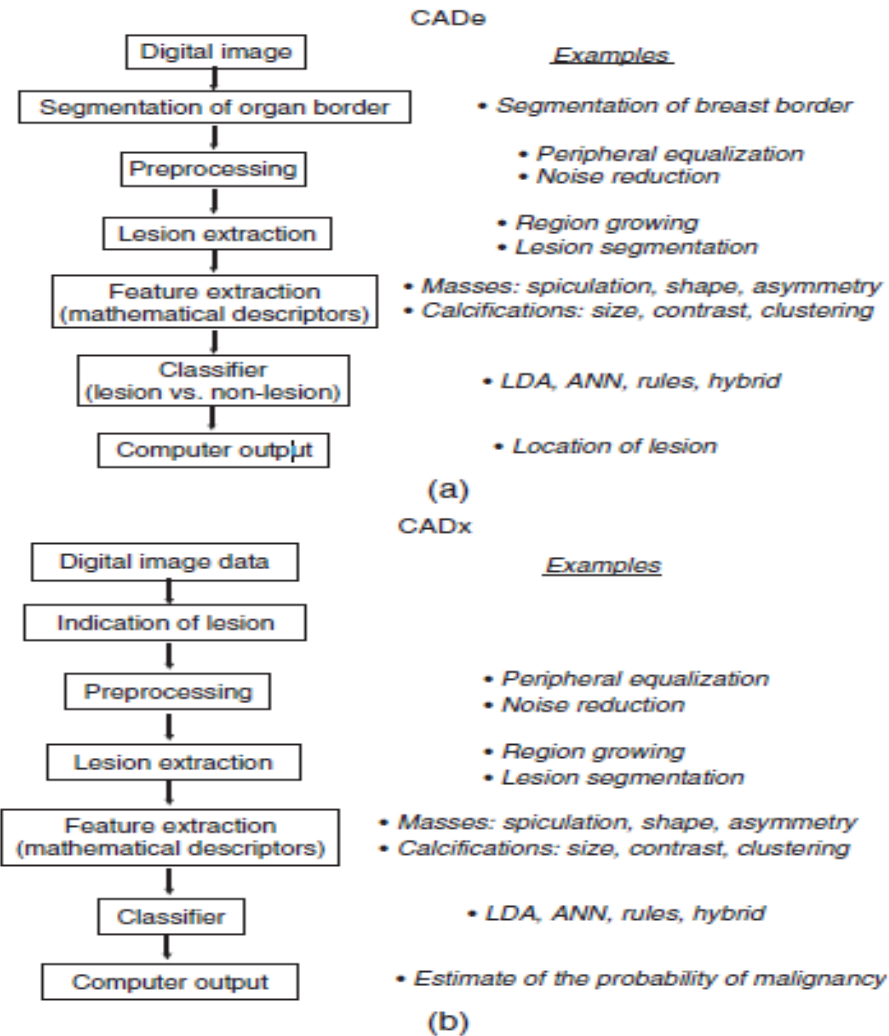 CADe
Digital image
Examples
Segmentation of organ border
• Segmentation of breast border
Preprocessing
• Peripheral equalization
• Noise reduction
Lesion extraction
• Region growing
• Lesion segmentation
Feature extraction
(mathematical descriptors)
• Masses: spiculation, shape, asymmetry
• Calcifications: size, contrast, clustering
Classifier
(lesion vs. non-lesion)
• LDA, ANN, rules, hybrid
Computer output
• Location of lesion
(a)
CADx
Digital image data
Examples
Indication of lesion
Preprocessing
• Peripheral equalization
• Noise reduction
Lesion extraction
• Region growing
• Lesion segmentation
Feature extraction
(mathematical descriptors)
• Masses: spiculation, shape, asymmetry
• Calcifications: size, contrast, clustering
Classifier
• LDA, ANN, rules, hybrid
Computer output
• Estimate of the probability of malignancy
(b)